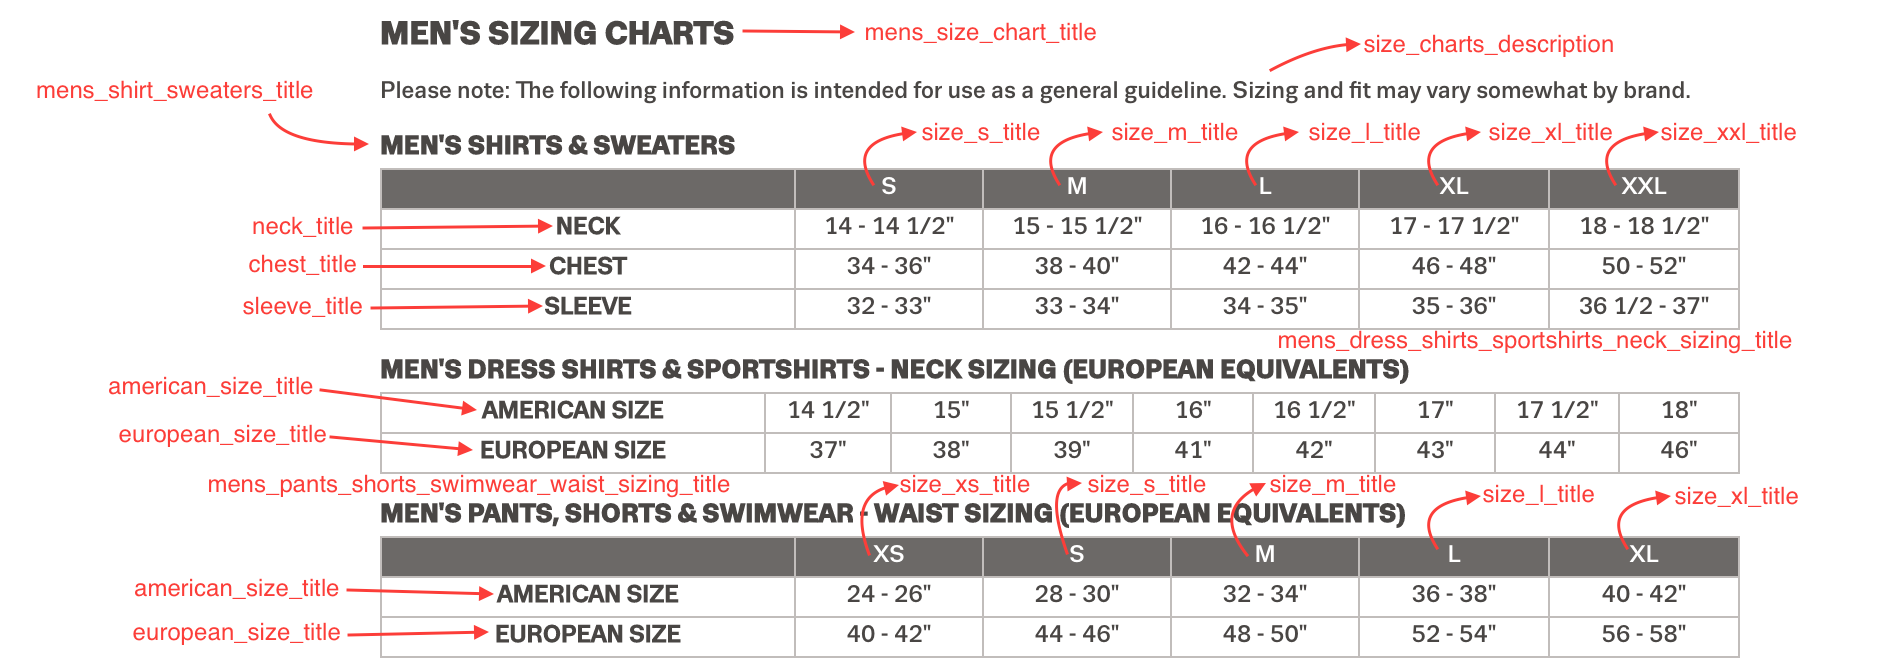 MEN'S SIZING CHARTS mens_size_chart_title
size_charts_description
mens_shirt_sweaters_title Please note: The following information is intended for use as a general guideline. Sizing and fit may vary somewhat by brand.
size_s_title size_m_title size_l_title size_xl_title size_xxl_title
MEN'S SHIRTS & SWEATERS
S M L XL XXL
neck_title NECK 14 - 14 1/2" 15 - 15 1/2" 16 - 16 1/2" 17 - 17 1/2" 18 - 18 1/2"
chest_title CHEST 34 - 36" 38 - 40" 42 - 44" 46 - 48" 50 - 52"
sleeve_title SLEEVE 32 - 33" 33 - 34" 34 - 35" 35 - 36" 36 1/2 - 37"
mens_dress_shirts_sportshirts_neck_sizing_title
MEN'S DRESS SHIRTS & SPORTSHIRTS - NECK SIZING (EUROPEAN EQUIVALENTS)
american_size_title AMERICAN SIZE 14 1/2" 15" 15 1/2" 16" 16 1/2" 17" 17 1/2" 18"
european_size_title EUROPEAN SIZE 37" 38" 39" 41" 42" 43" 44" 46"
mens_pants_shorts_swimwear_waist_sizing_title size_xs_title size_s_title size_m_title size_l_title size_xl_title
MEN'S PANTS, SHORTS & SWIMWEAR - WAIST SIZING (EUROPEAN EQUIVALENTS)
XS S M L XL
american_size_title AMERICAN SIZE 24 - 26" 28 - 30" 32 - 34" 36 - 38" 40 - 42"
european_size_title EUROPEAN SIZE 40 - 42" 44 - 46" 48 - 50" 52 - 54" 56 - 58"